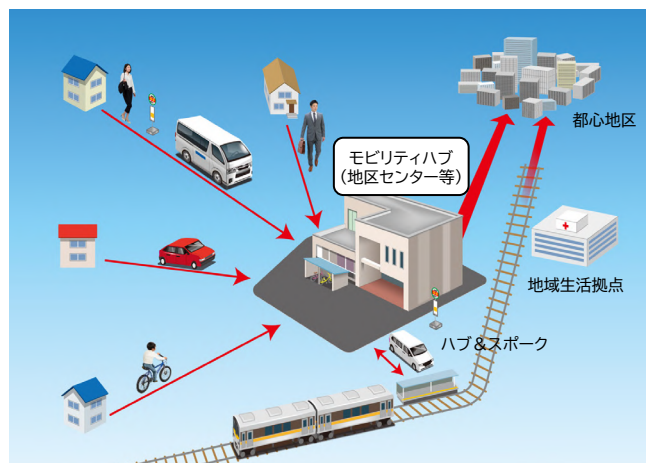 都心地区
モビリティハブ
（地区センター等）
地域生活拠点
ハブ＆スポーク